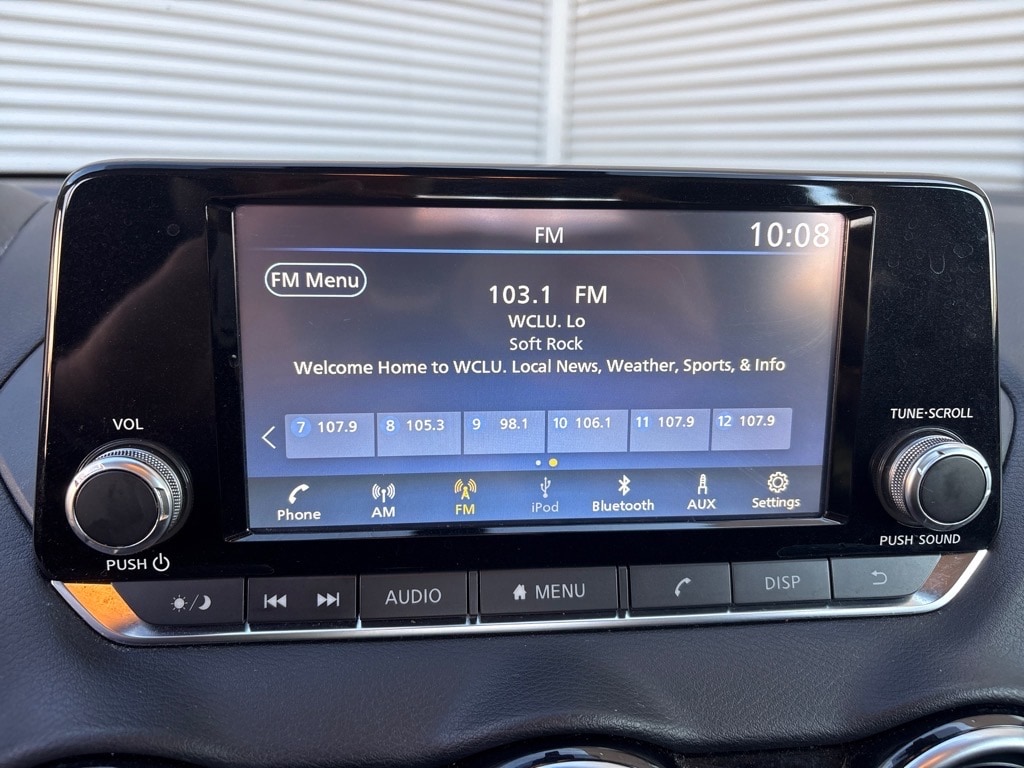 FM
10:08
FM Menu
103.1 FM
WCLU. Lo
Soft Rock
Welcome Home to WCLU. Local News, Weather, Sports, & Info
7 107.9
8 105.3
9 98.1
10 106.1
11 107.9
12 107.9
Phone
AM
FM
iPod
Bluetooth
AUX
Settings
VOL
PUSH
TUNE·SCROLL
PUSH SOUND
AUDIO
MENU
DISP